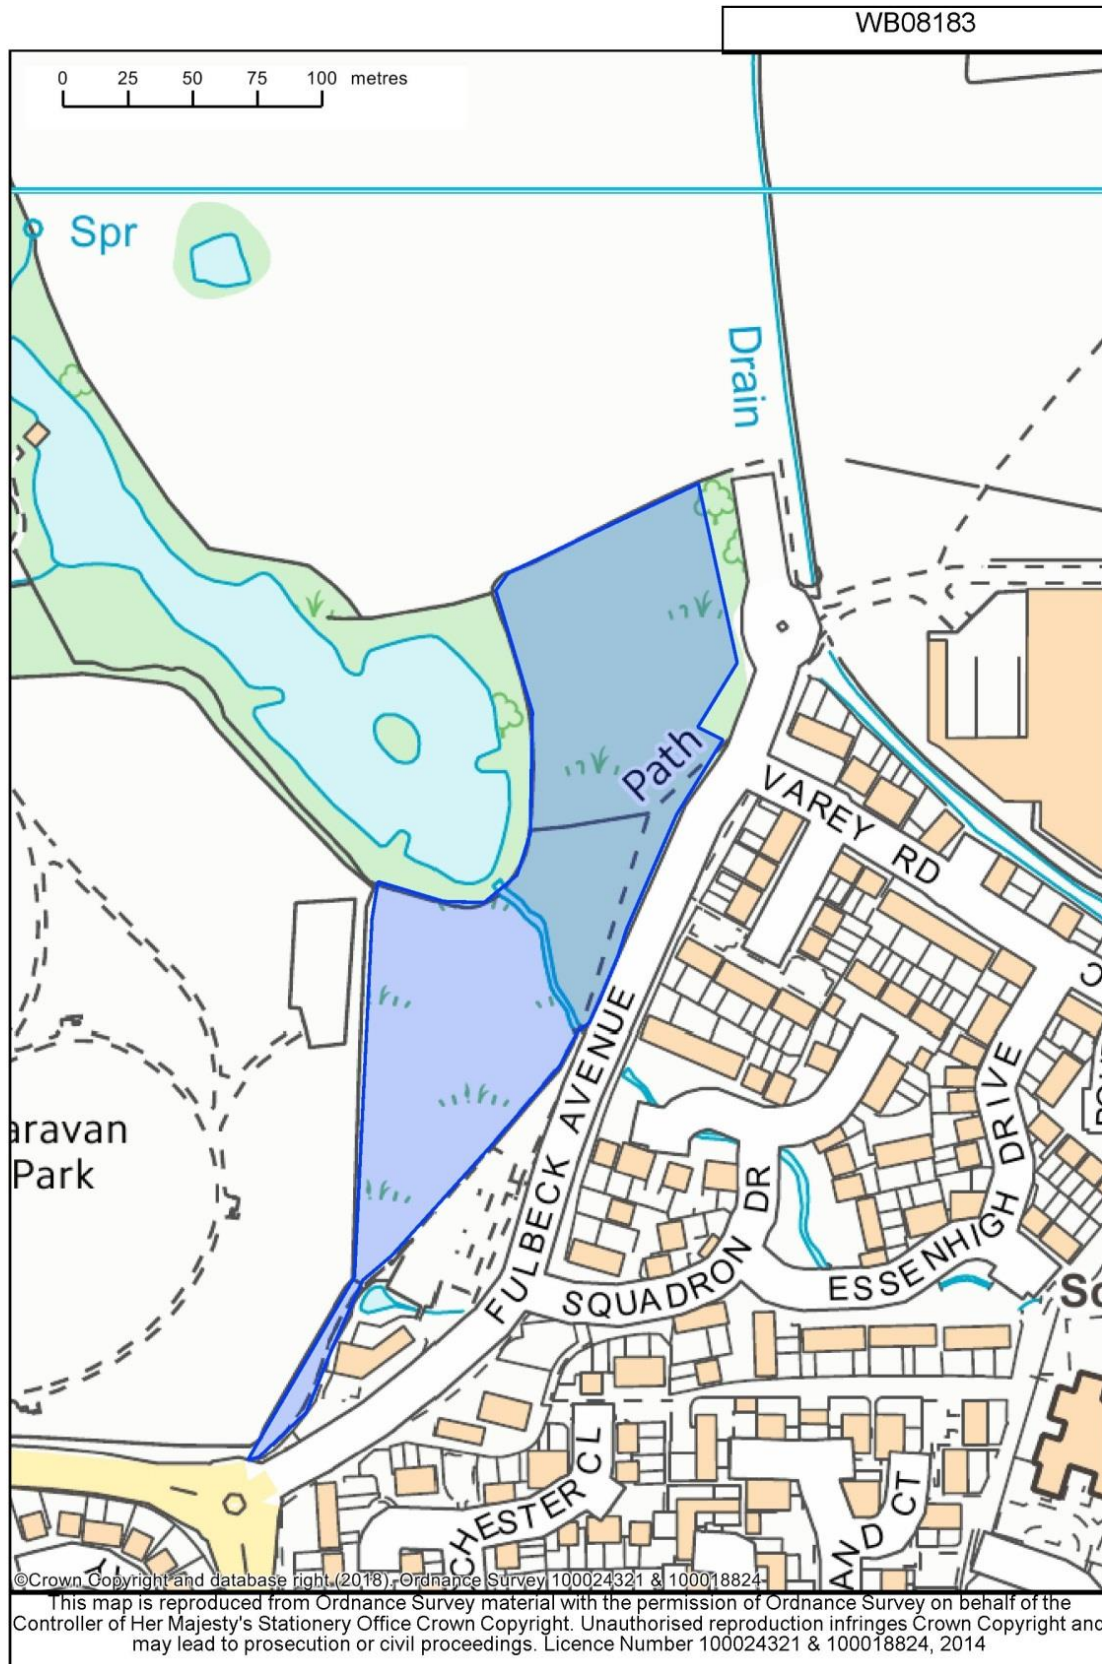 WB08183
0 25 50 75 100 metres
Spr
Drain
Path
VAREY RD
FULBECK AVENUE
aravan
Park
DRIVE
SQUADRON DR
ESSENHIGH
So
CHESTER CL
AND CT
Y
©Crown Copyright and database right (2018). Ordnance Survey 100024321 & 100018824
This map is reproduced from Ordnance Survey material with the permission of Ordnance Survey on behalf of the
Controller of Her Majesty's Stationery Office Crown Copyright. Unauthorised reproduction infringes Crown Copyright and
may lead to prosecution or civil proceedings. Licence Number 100024321 & 100018824, 2014